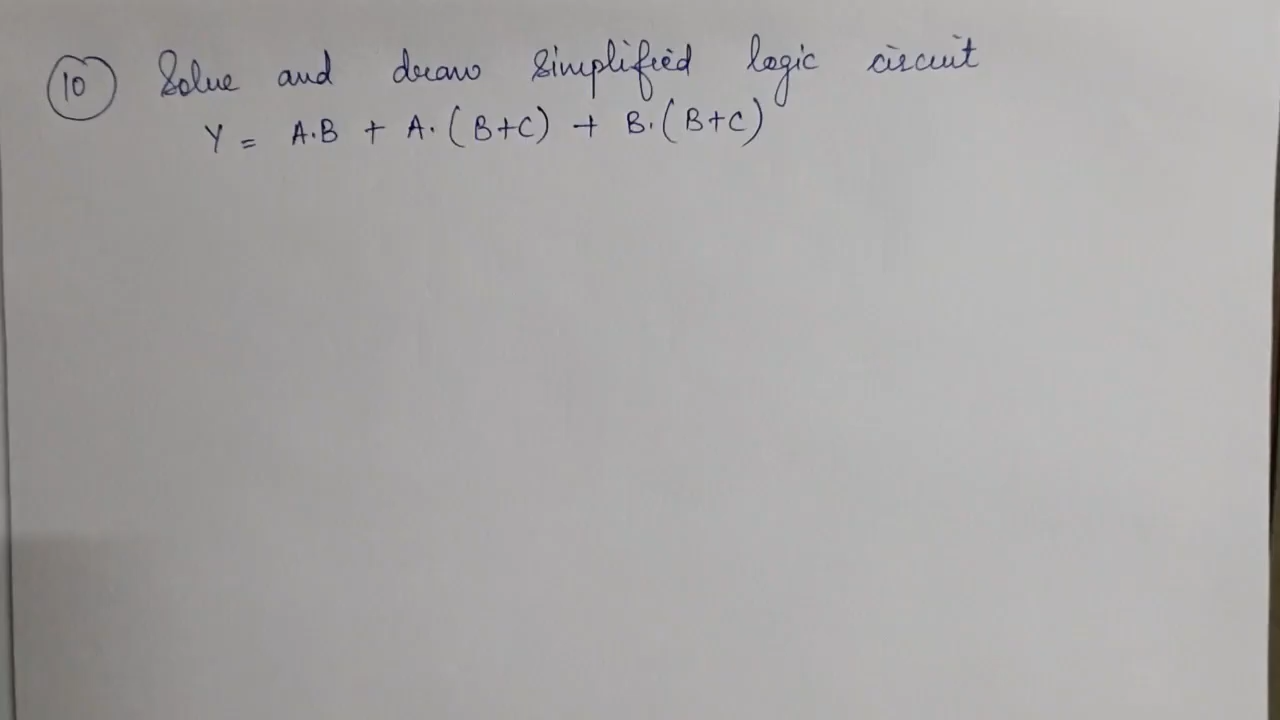 10 Solve and draw simplified logic circuit
Y = A.B + A.(B+C) + B.(B+C)